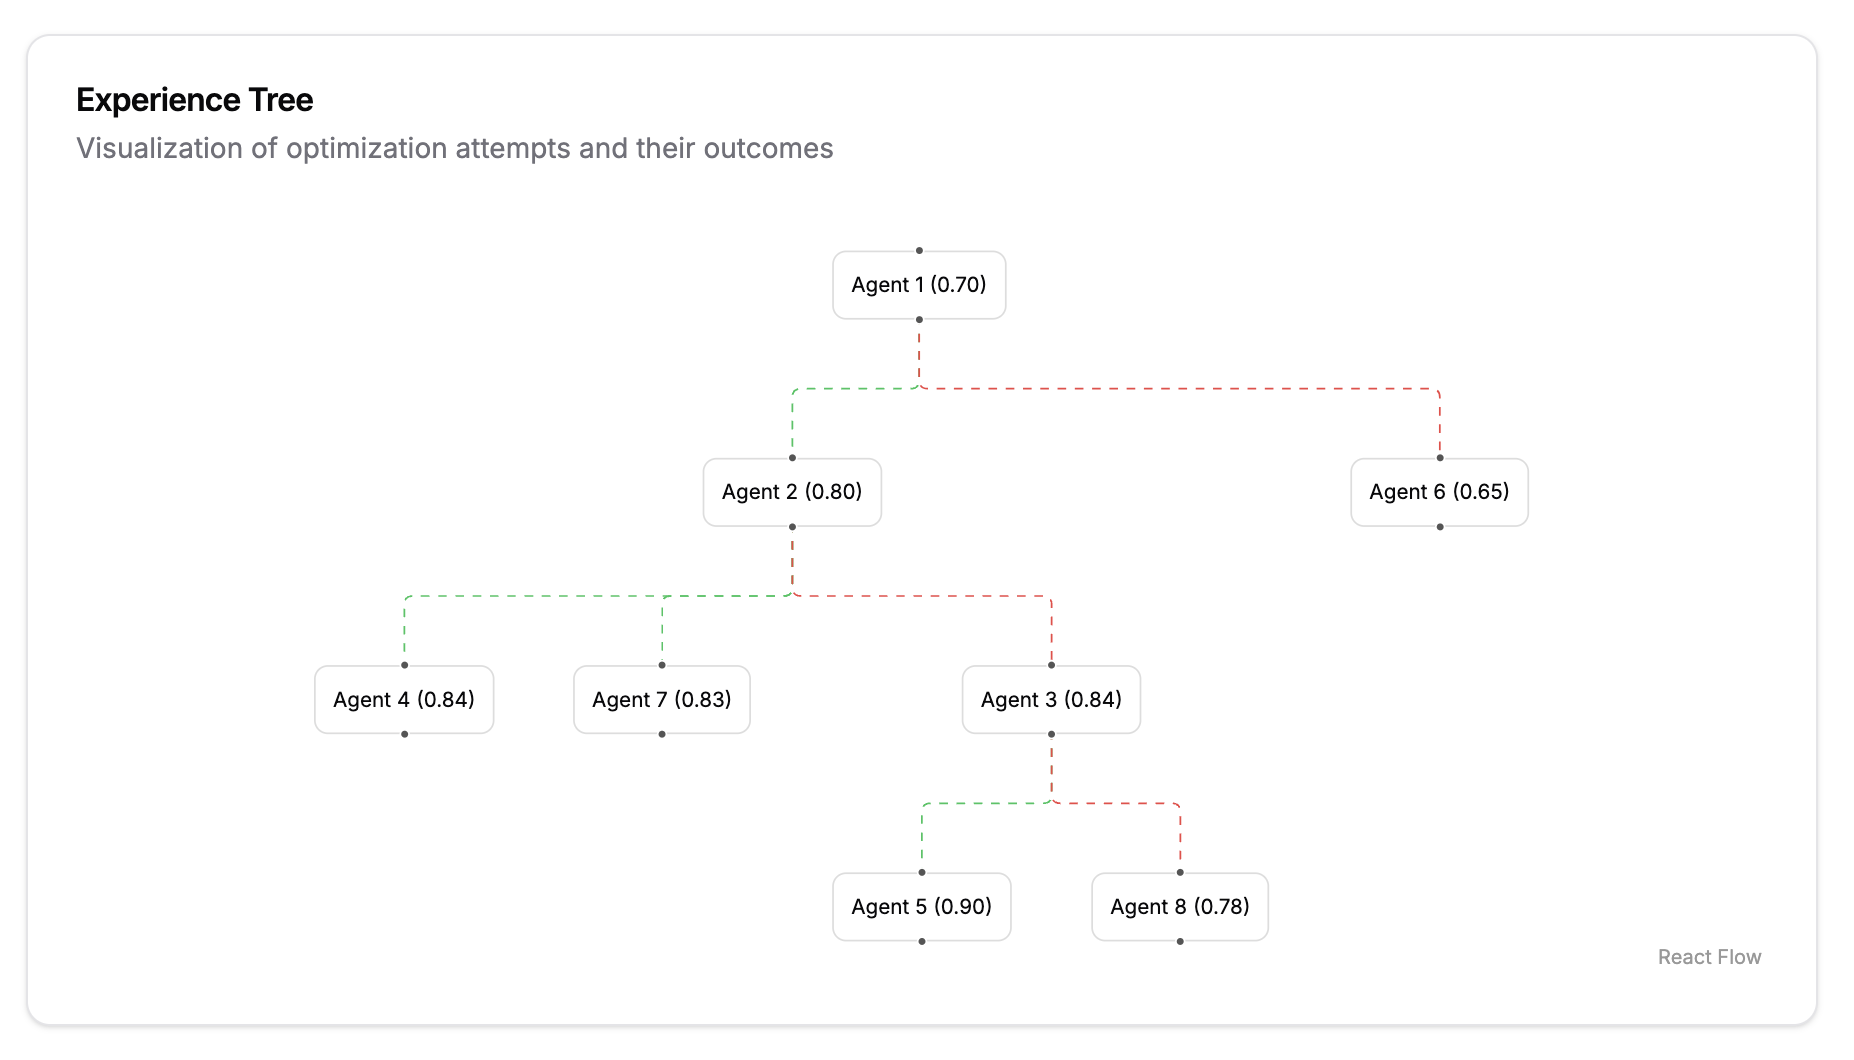 Experience Tree
Visualization of optimization attempts and their outcomes
Agent 1 (0.70)
Agent 2 (0.80)
Agent 6 (0.65)
Agent 4 (0.84)
Agent 7 (0.83)
Agent 3 (0.84)
Agent 5 (0.90)
Agent 8 (0.78)
React Flow